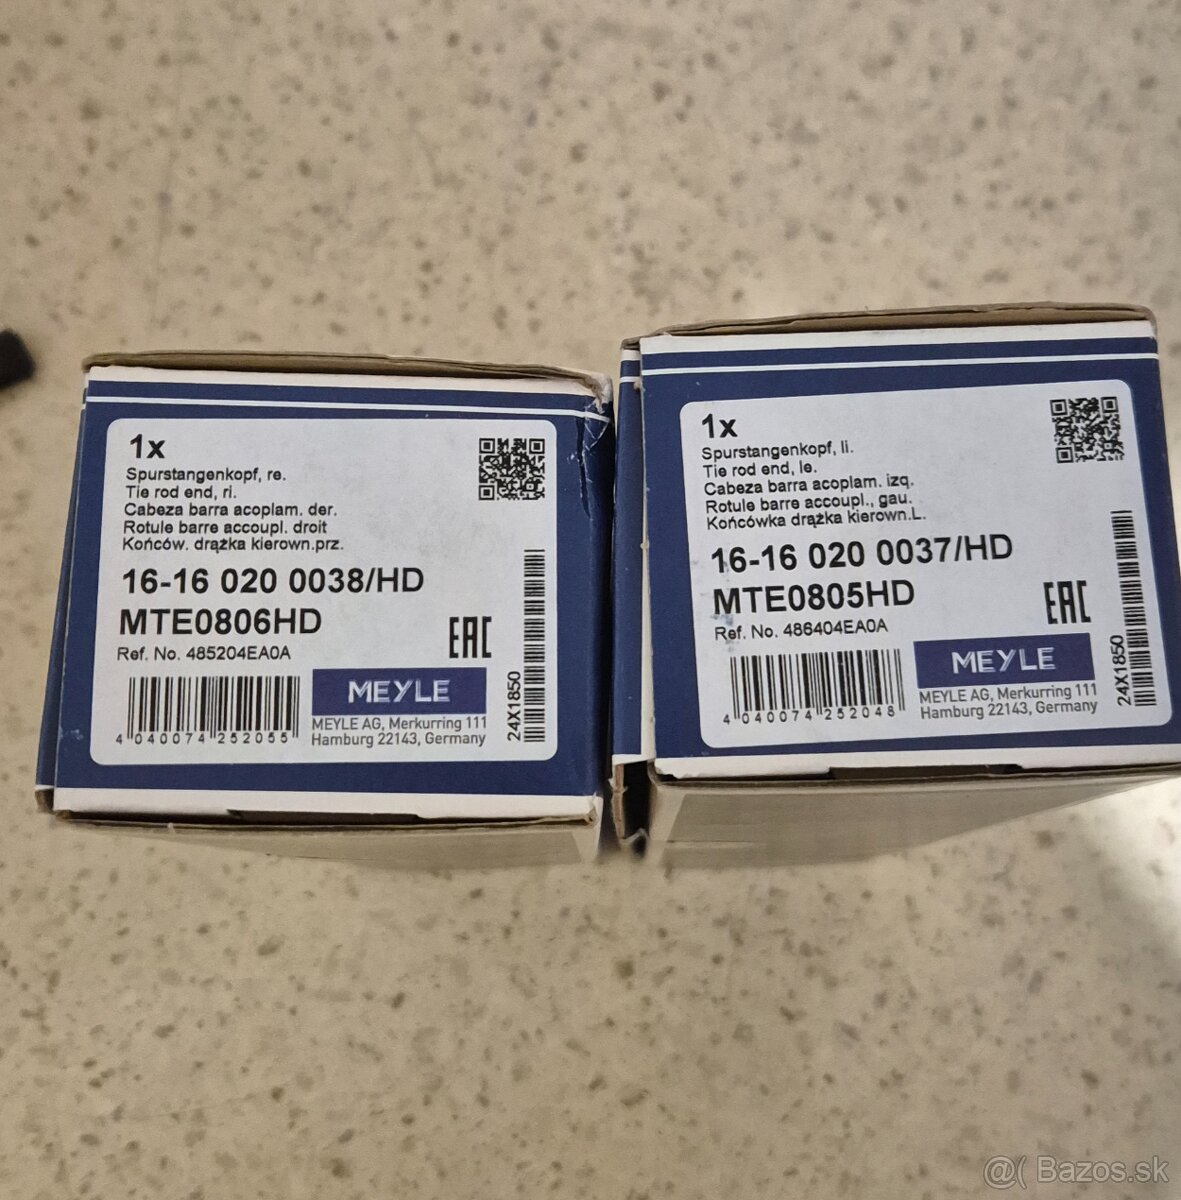 1x
Spurstangenkopf, re.
Tie rod end, ri.
Cabeza barra acoplam. der.
Rotule barre accoupl. droit
Końców. drążka kierown.prz.
16-16 020 0038/HD
MTE0806HD
Ref. No. 485204EA0A
EAC
MEYLE
MEYLE AG, Merkurring 111
Hamburg 22143, Germany
4 040074 252055
24X1850
1x
Spurstangenkopf, li.
Tie rod end, le.
Cabeza barra acoplam. izq.
Rotule barre accoupl., gau.
Końcówka drążka kierown.L.
16-16 020 0037/HD
MTE0805HD
Ref. No. 486404EA0A
EAC
MEYLE
MEYLE AG, Merkurring 111
Hamburg 22143, Germany
4 040074 252048
24X1850
@( Bazos.sk